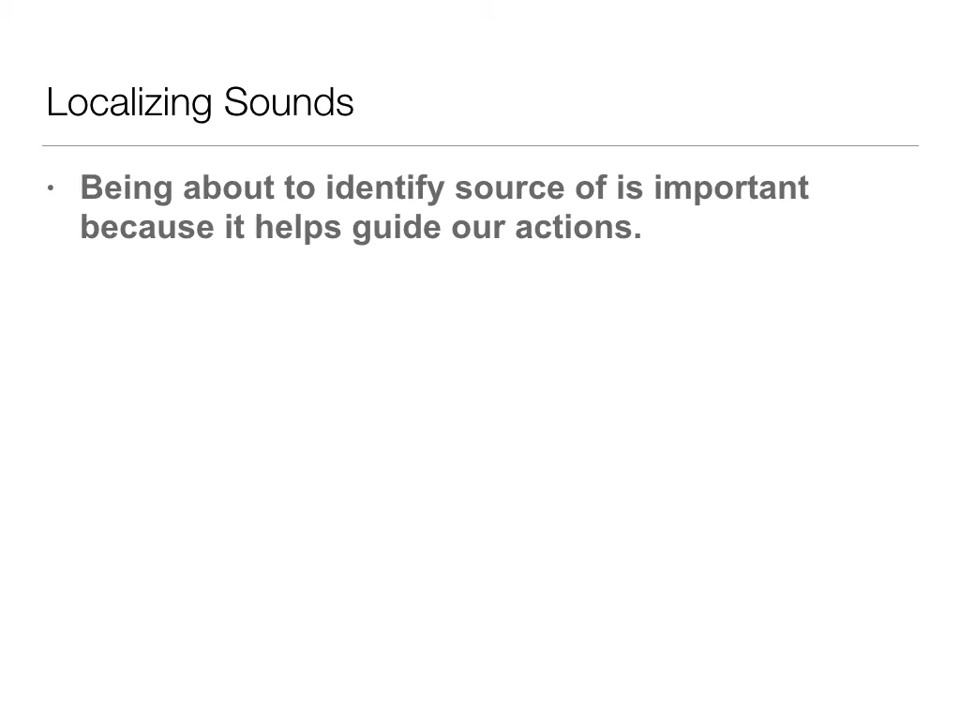 Localizing Sounds
• Being about to identify source of is important
because it helps guide our actions.